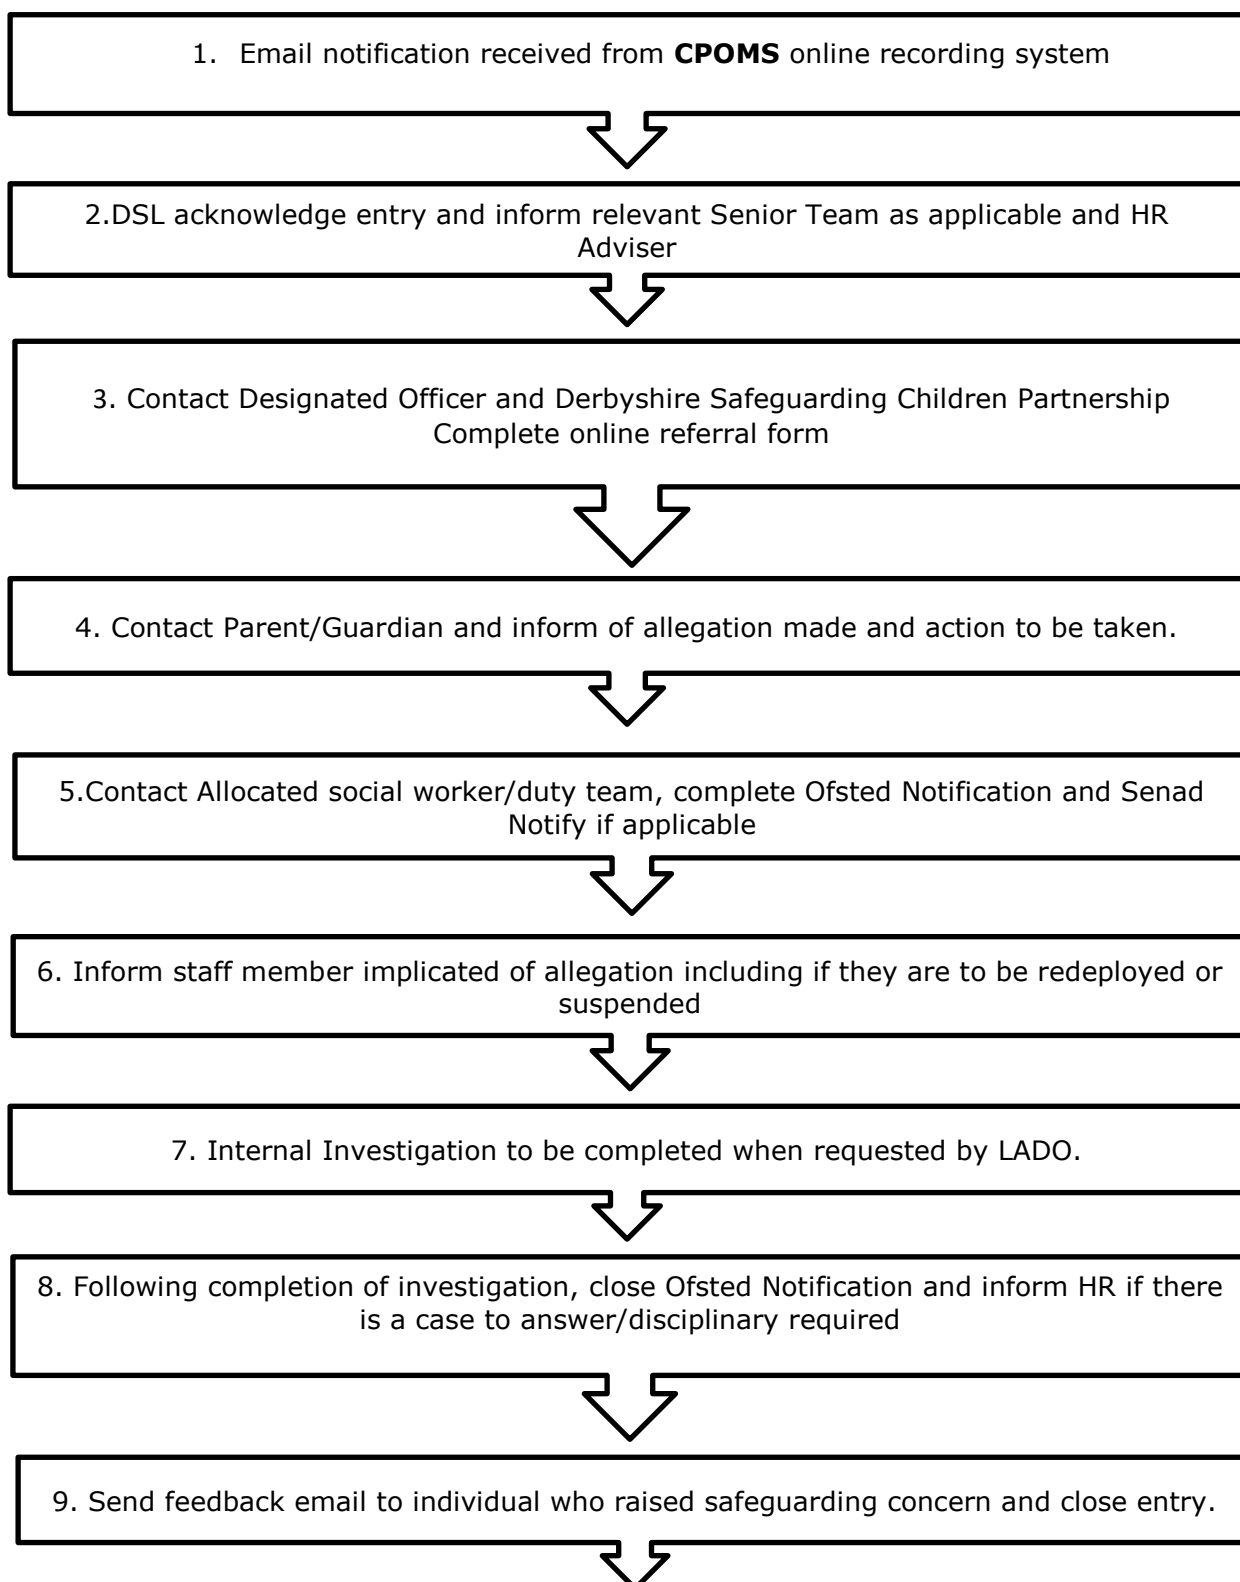 1. Email notification received from CPOMS online recording system
2.DSL acknowledge entry and inform relevant Senior Team as applicable and HR
Adviser
3. Contact Designated Officer and Derbyshire Safeguarding Children Partnership
Complete online referral form
4. Contact Parent/Guardian and inform of allegation made and action to be taken.
5.Contact Allocated social worker/duty team, complete Ofsted Notification and Senad
Notify if applicable
6. Inform staff member implicated of allegation including if they are to be redeployed or
suspended
7. Internal Investigation to be completed when requested by LADO.
8. Following completion of investigation, close Ofsted Notification and inform HR if there
is a case to answer/disciplinary required
9. Send feedback email to individual who raised safeguarding concern and close entry.